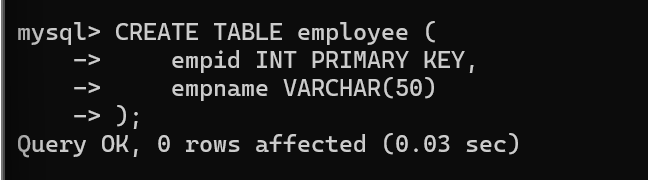 mysql> CREATE TABLE employee (
    ->     empid INT PRIMARY KEY,
    ->     empname VARCHAR(50)
    -> );
Query OK, 0 rows affected (0.03 sec)